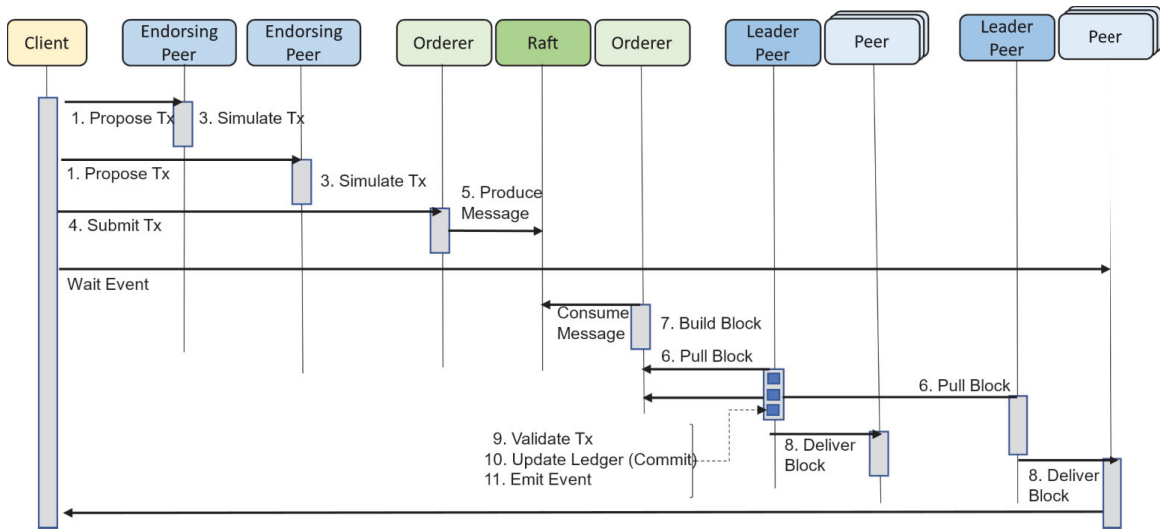 Client
Endorsing
Peer
Endorsing
Peer
Orderer
Raft
Orderer
Leader
Peer
Peer
Leader
Peer
Peer
1. Propose Tx
3. Simulate Tx
1. Propose Tx
3. Simulate Tx
5. Produce
Message
4. Submit Tx
Wait Event
Consume
Message
7. Build Block
6. Pull Block
6. Pull Block
9. Validate Tx
10. Update Ledger (Commit)
11. Emit Event
8. Deliver
Block
8. Deliver
Block